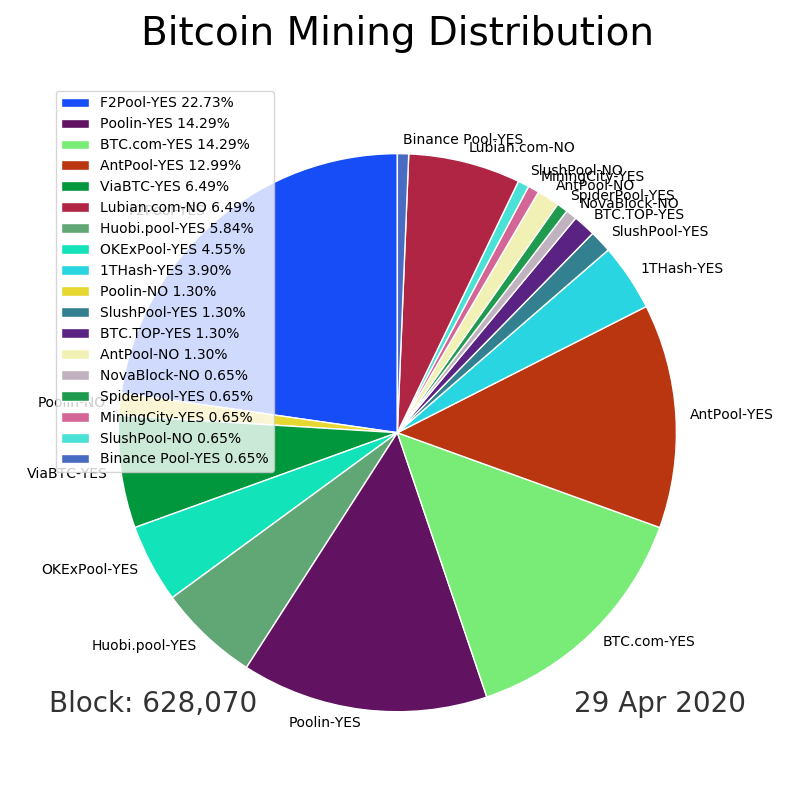 Bitcoin Mining Distribution
F2Pool-YES 22.73%
Poolin-YES 14.29%
BTC.com-YES 14.29%
AntPool-YES 12.99%
ViaBTC-YES 6.49%
Lubian.com-NO 6.49%
Huobi.pool-YES 5.84%
OKExPool-YES 4.55%
1THash-YES 3.90%
Poolin-NO 1.30%
SlushPool-YES 1.30%
BTC.TOP-YES 1.30%
AntPool-NO 1.30%
NovaBlock-NO 0.65%
SpiderPool-YES 0.65%
MiningCity-YES 0.65%
SlushPool-NO 0.65%
Binance Pool-YES 0.65%
Binance Pool-YES
Lubian.com-NO
SlushPool-NO
MiningCity-YES
AntPool-NO
SpiderPool-YES
NovaBlock-NO
BTC.TOP-YES
SlushPool-YES
1THash-YES
AntPool-YES
BTC.com-YES
Poolin-YES
Huobi.pool-YES
OKExPool-YES
ViaBTC-YES
Poolin-NO
F2Pool-YES
Block: 628,070
29 Apr 2020